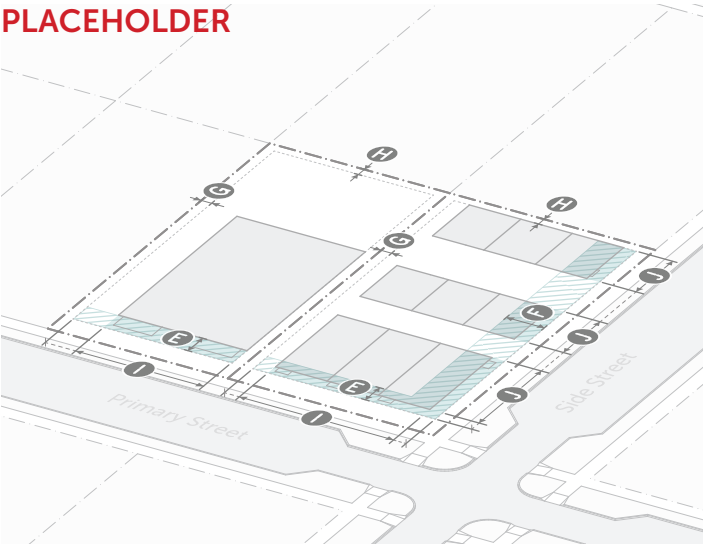 PLACEHOLDER
H
G
H
G
J
F
E
J
I
E
J
I
Primary Street
Side Street